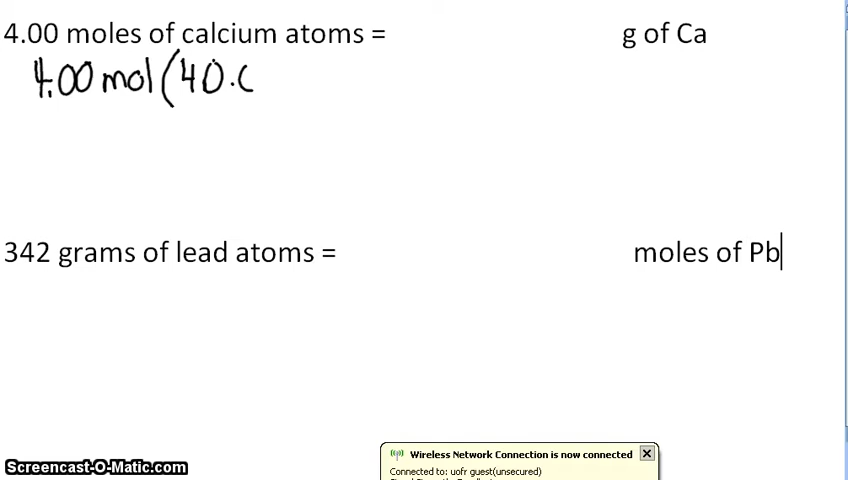 4.00 moles of calcium atoms = g of Ca
4.00 mol (40.0
342 grams of lead atoms = moles of Pb
Wireless Network Connection is now connected
Connected to: uofr guest(unsecured)
Screencast-O-Matic.com